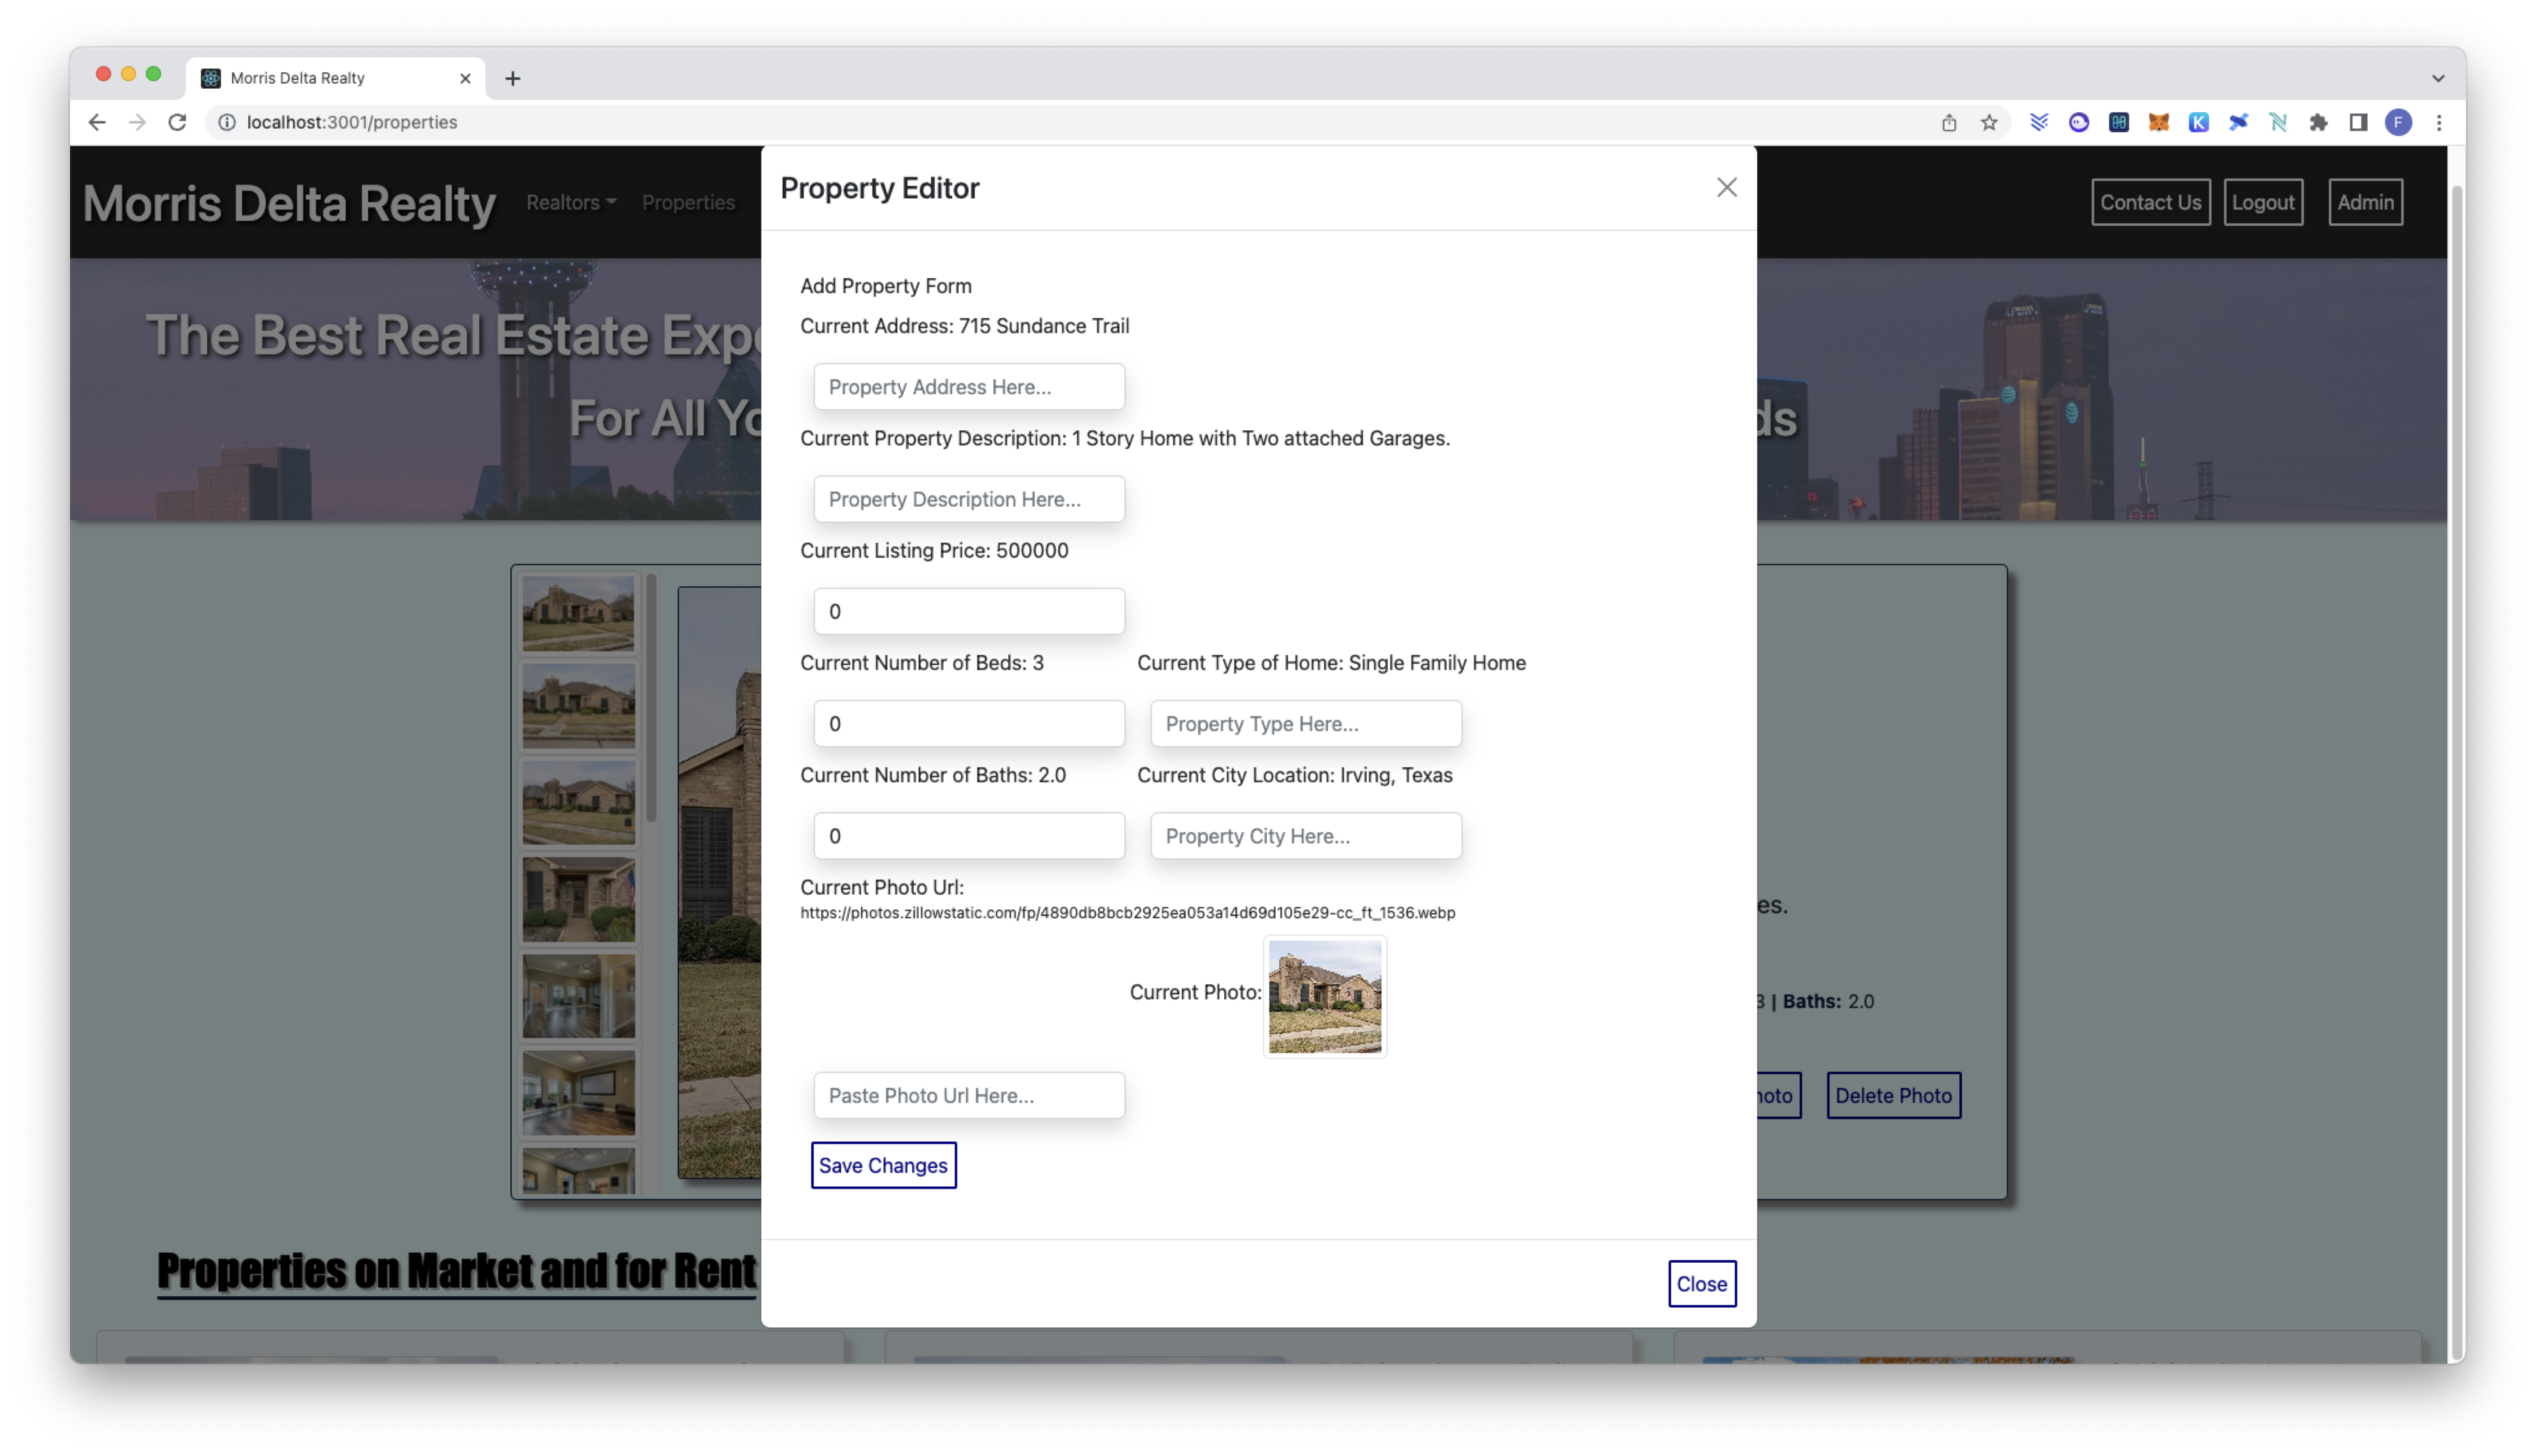 Morris Delta Realty
localhost:3001/properties
F
Morris Delta Realty Realtors Properties
Contact Us Logout Admin
Property Editor
The Best Real Estate
For All
ds
Add Property Form
Current Address: 715 Sundance Trail
Property Address Here...
Current Property Description: 1 Story Home with Two attached Garages.
Property Description Here...
Current Listing Price: 500000
0
Current Number of Beds: 3 Current Type of Home: Single Family Home
0 Property Type Here...
Current Number of Baths: 2.0 Current City Location: Irving, Texas
0 Property City Here...
Current Photo Url:
https://photos.zillowstatic.com/fp/4890db8bcb2925ea053a14d69d105e29-cc_ft_1536.webp
es.
Current Photo:
3 | Baths: 2.0
Paste Photo Url Here...
hoto Delete Photo
Save Changes
Properties on Market and for Rent
Close